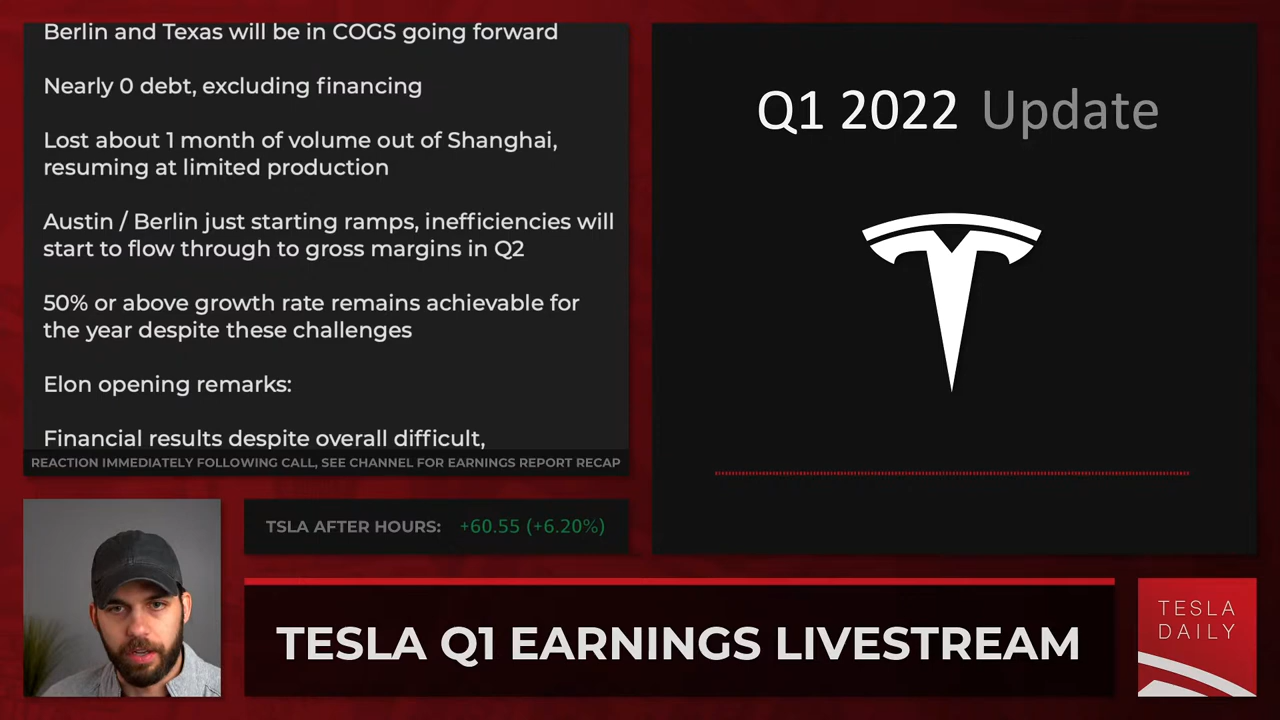 Berlin and Texas will be in COGS going forward
Nearly 0 debt, excluding financing
Lost about 1 month of volume out of Shanghai,
resuming at limited production
Austin / Berlin just starting ramps, inefficiencies will
start to flow through to gross margins in Q2
50% or above growth rate remains achievable for
the year despite these challenges
Elon opening remarks:
Financial results despite overall difficult,
REACTION IMMEDIATELY FOLLOWING CALL, SEE CHANNEL FOR EARNINGS REPORT RECAP
Q1 2022 Update
TSLA AFTER HOURS: +60.55 (+6.20%)
TESLA Q1 EARNINGS LIVESTREAM
TESLA
DAILY